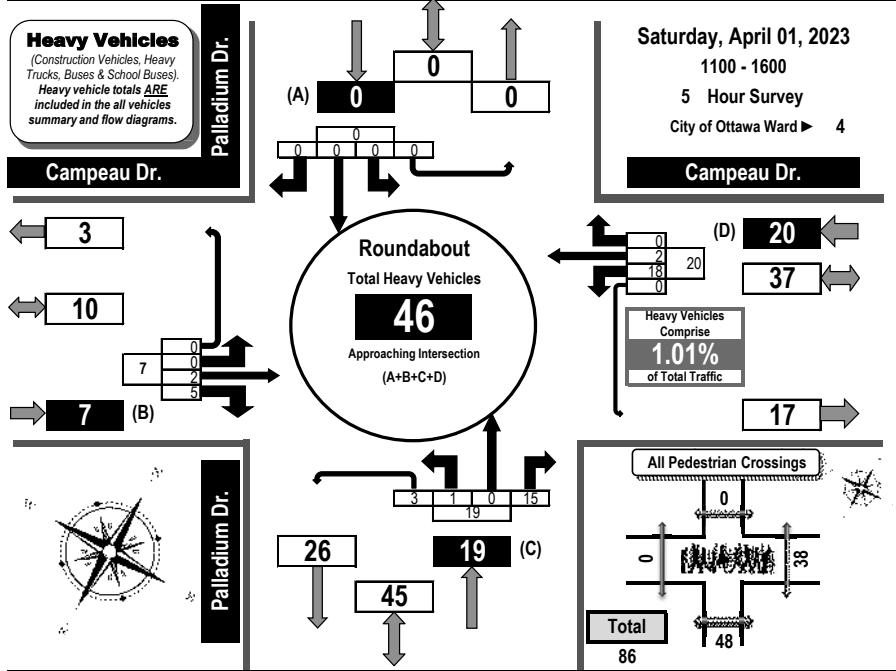 Heavy Vehicles
(Construction Vehicles, Heavy
Trucks, Buses & School Buses).
Heavy vehicle totals ARE
included in the all vehicles
summary and flow diagrams.
Palladium Dr.
Campeau Dr.
(A)
0
0
0
0
0 0 0 0
Saturday, April 01, 2023
1100 - 1600
5 Hour Survey
City of Ottawa Ward ► 4
Campeau Dr.
3
10
7
0
0
2
5
7 (B)
Roundabout
Total Heavy Vehicles
46
Approaching Intersection
(A+B+C+D)
(D) 20
37
0
2
18
0
20
Heavy Vehicles
Comprise
1.01%
of Total Traffic
17
Palladium Dr.
3 1 0 15
19
26
19 (C)
45
All Pedestrian Crossings
0
0
38
48
Total
86